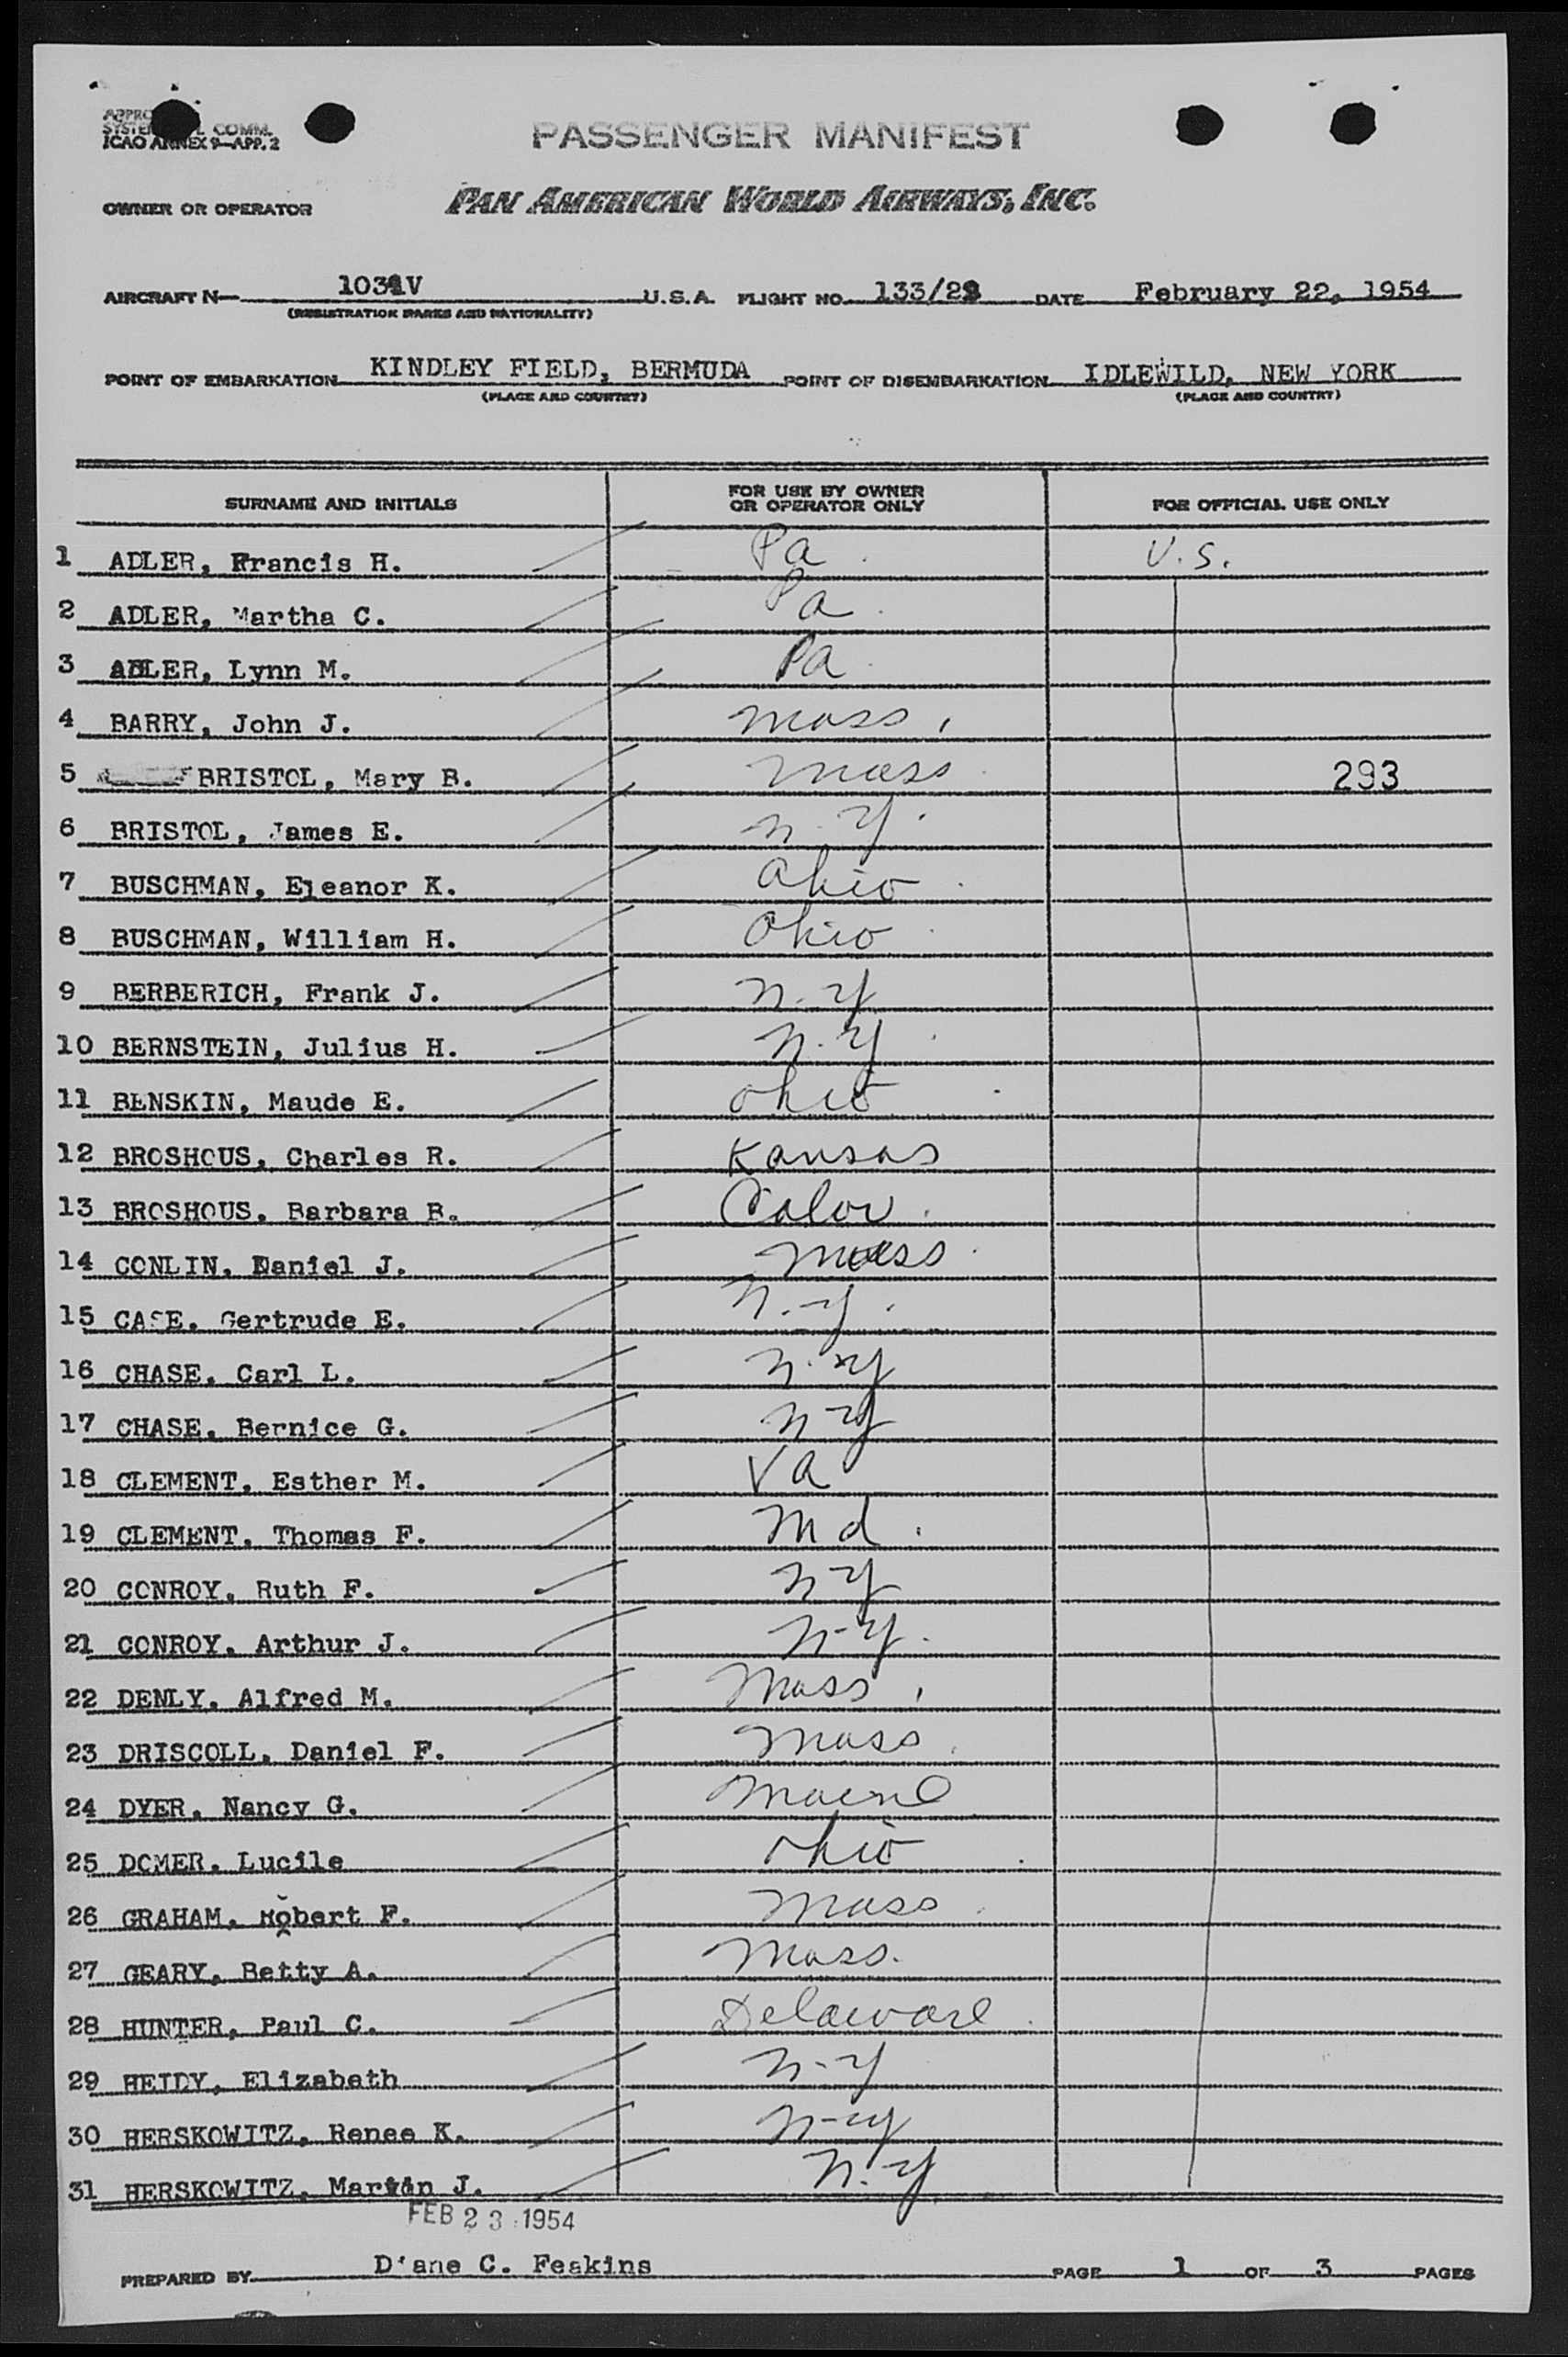 ICAO ANNEX 9—APP. 2
PASSENGER MANIFEST
OWNER OR OPERATOR PAN AMERICAN WORLD AIRWAYS, INC.
AIRCRAFT N— U.S.A. FLIGHT NO. DATE February 22, 1954
(REGISTRATION MARKS AND NATIONALITY)
POINT OF EMBARKATION KINDLEY FIELD, BERMUDA POINT OF DISEMBARKATION IDLEWILD, NEW YORK
(PLACE AND COUNTRY) (PLACE AND COUNTRY)
SURNAME AND INITIALS FOR USE BY OWNER OR OPERATOR ONLY FOR OFFICIAL USE ONLY
1 ADLER, Francis H. Pa U.S.
2 ADLER, Martha C. Pa
3 ADLER, Lynn M. Pa
4 BARRY, John J. Mass.
5 BRISTOL, Mary B. Mass 293
6 BRISTOL, James E. N.Y.
7 BUSCHMAN, Eleanor K. Ohio
8 BUSCHMAN, William H. Ohio
9 BERBERICH, Frank J. N.Y
10 BERNSTEIN, Julius H. N.Y
11 BENSKIN, Maude E. Ohio
12 BROSHOUS, Charles R. Kansas
13 BROSHOUS, Barbara B. Color.
14 CONLIN, Daniel J. Mass
15 CASE, Gertrude E. N.Y.
16 CHASE, Carl L. N.Y
17 CHASE, Bernice G. N-Y
18 CLEMENT, Esther M. Va
19 CLEMENT, Thomas F. Md.
20 CONROY, Ruth F. N-Y
21 CONROY, Arthur J. N-Y.
22 DENLY, Alfred M. Mass.
23 DRISCOLL, Daniel F. Mass
24 DYER, Nancy G. Maine
25 DOMER, Lucile Ohio
26 GRAHAM, Robert F. Mass
27 GEARY, Betty A. Mass.
28 HUNTER, Paul C. Delaware
29 HEIDY, Elizabeth N-Y
30 HERSKOWITZ, Renee K. N-Y
31 HERSKOWITZ, J. N.Y
FEB 23 1954
PREPARED BY D'ane C. Feakins PAGE 1 OF 3 PAGES